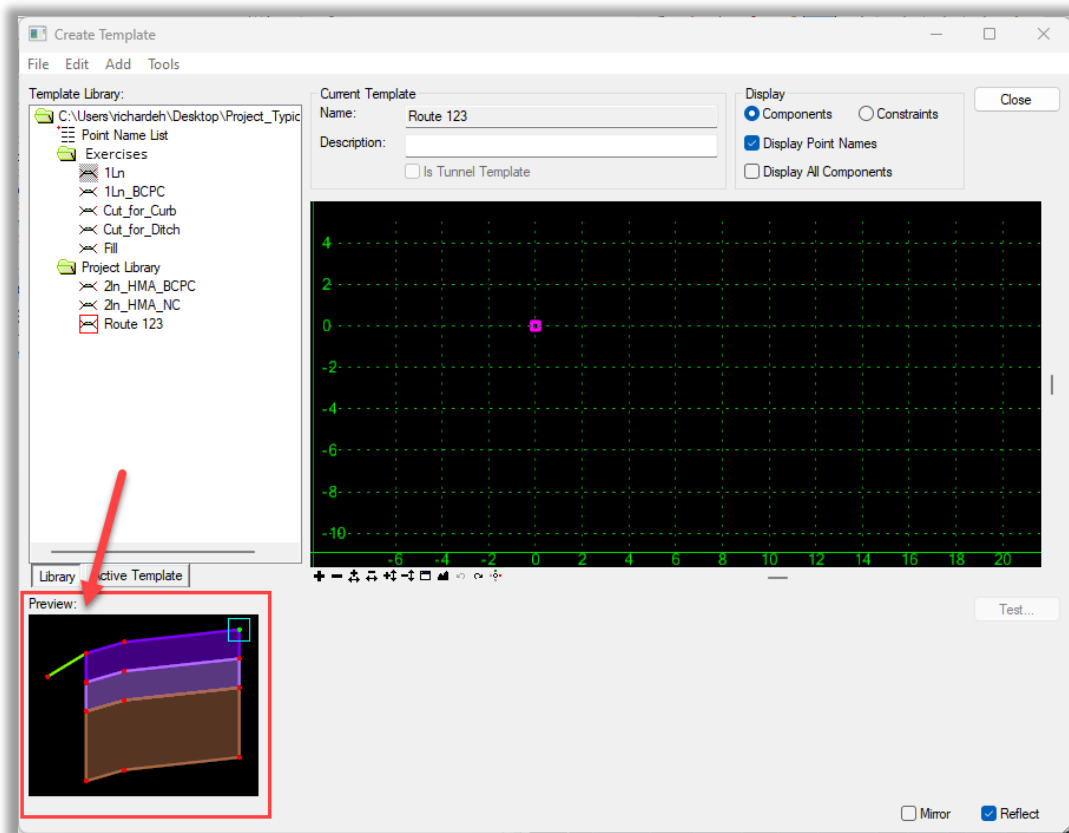 Create Template
File Edit Add Tools
Template Library:
C:\Users\richardeh\Desktop\Project_Typic
Point Name List
Exercises
1Ln
1Ln_BCPC
Cut_for_Curb
Cut_for_Ditch
Fill
Project Library
2ln_HMA_BCPC
2ln_HMA_NC
Route 123
Library Active Template
Preview:
Current Template
Name: Route 123
Description:
Is Tunnel Template
Display
Components Constraints
Display Point Names
Display All Components
Close
4
2
0
-2
-4
-6
-8
-10
-6 -4 -2 0 2 4 6 8 10 12 14 16 18 20
Test...
Mirror Reflect